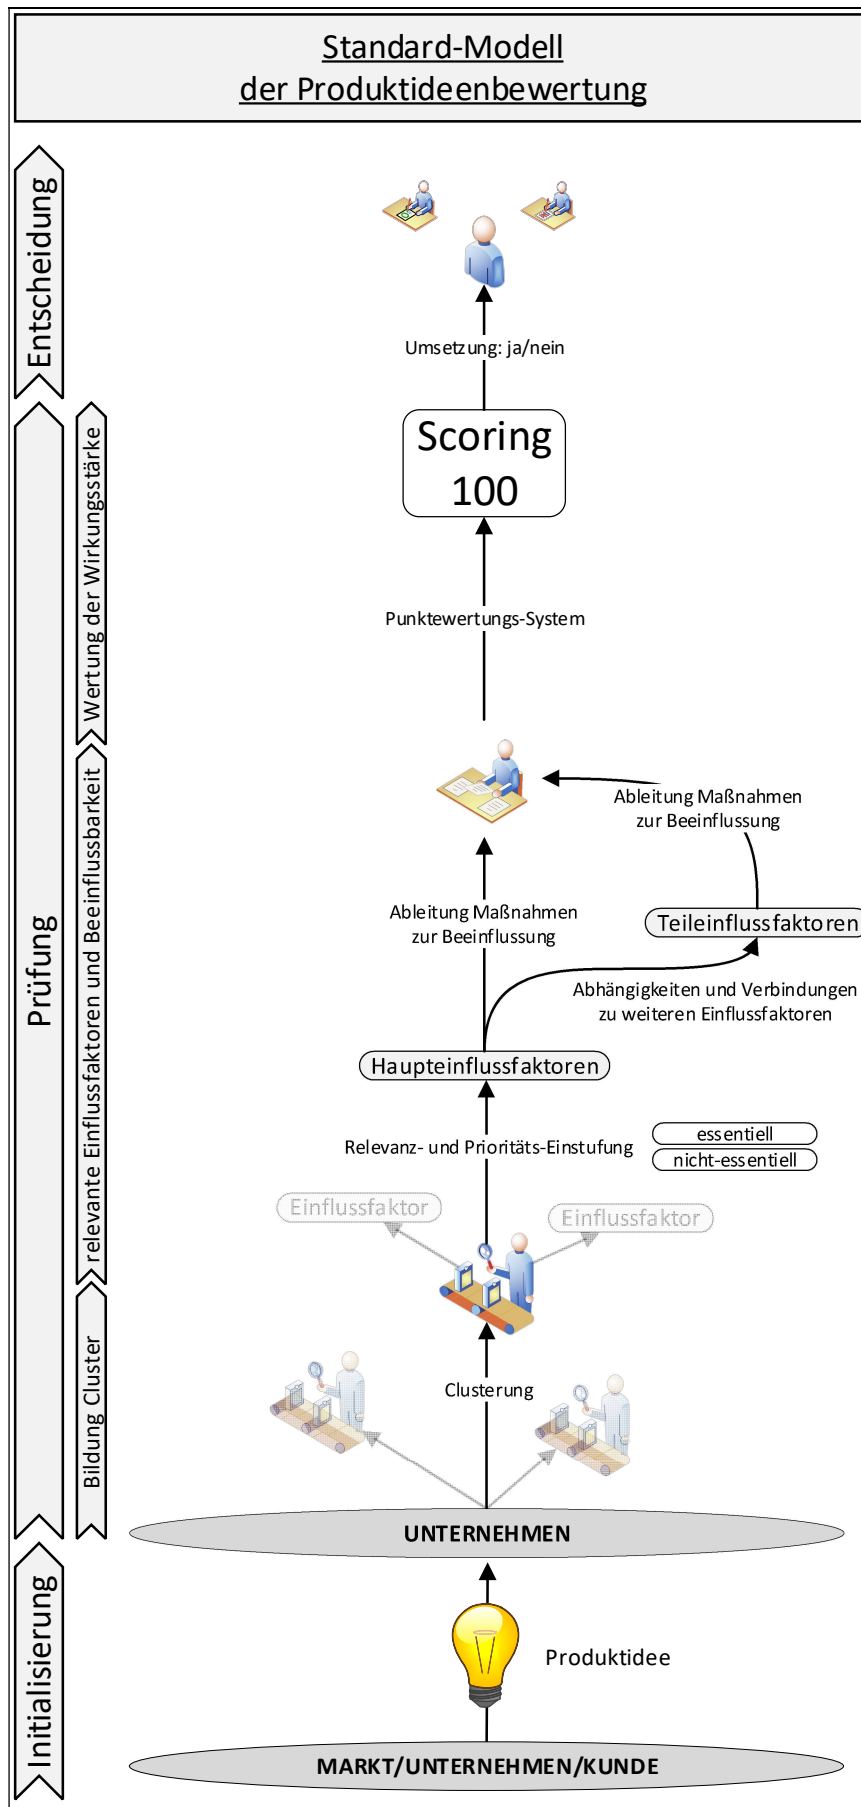 Standard-Modell
der Produktideenbewertung
Entscheidung
Umsetzung: ja/nein
Scoring
100
Prüfung
Wertung der Wirkungsstärke
Punktewertungs-System
relevante Einflussfaktoren und Beeinflussbarkeit
Ableitung Maßnahmen
zur Beeinflussung
Ableitung Maßnahmen
zur Beeinflussung
Teileinflussfaktoren
Abhängigkeiten und Verbindungen
zu weiteren Einflussfaktoren
Haupteinflussfaktoren
Relevanz- und Prioritäts-Einstufung
essentiell
nicht-essentiell
Einflussfaktor
Einflussfaktor
Bildung Cluster
Clusterung
UNTERNEHMEN
Initialisierung
Produktidee
MARKT/UNTERNEHMEN/KUNDE